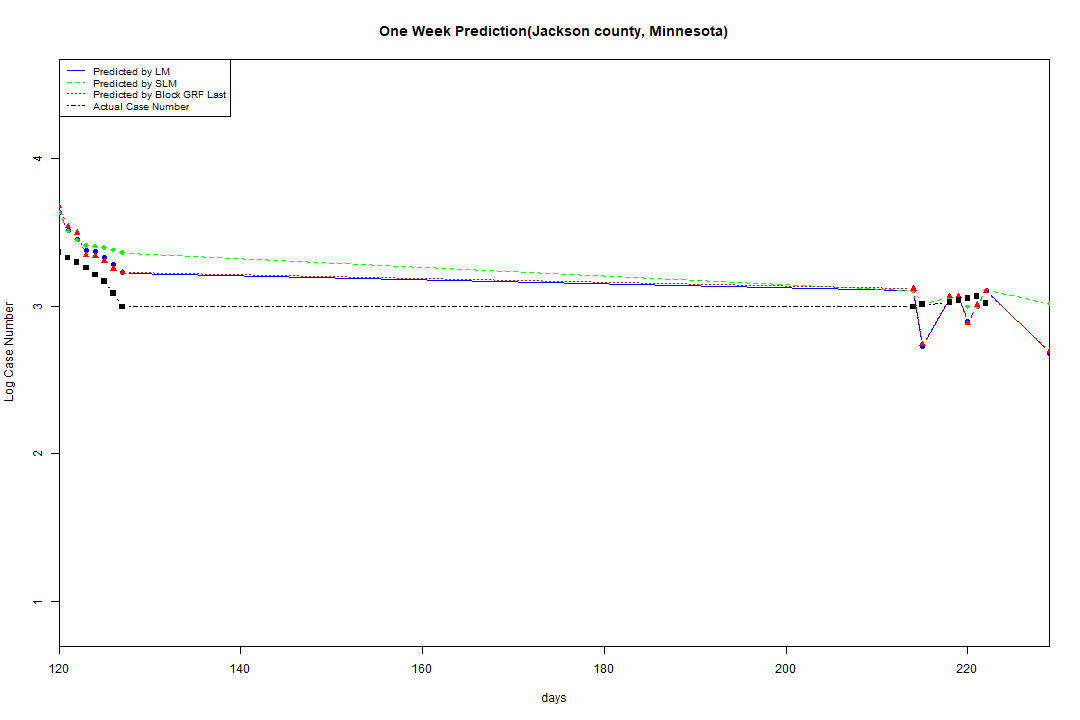 One Week Prediction(Jackson county, Minnesota)
Predicted by LM
Predicted by SLM
Predicted by Block GRF Last
Actual Case Number
4
3
2
1
Log Case Number
120 140 160 180 200 220
days